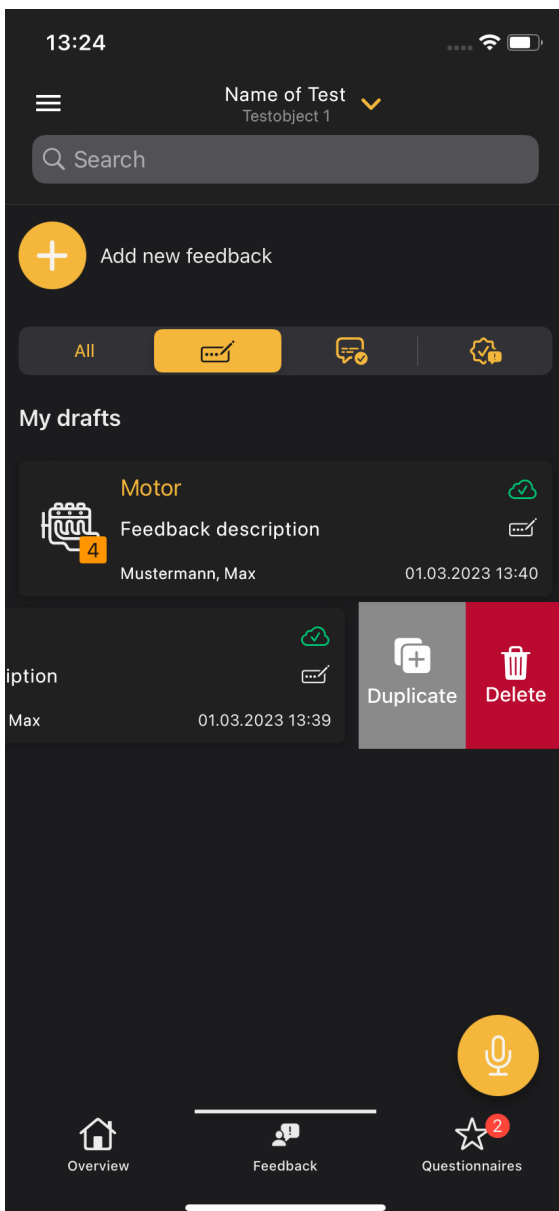 13:24
Name of Test
Testobject 1
Search
Add new feedback
All
My drafts
Motor
4
Feedback description
Mustermann, Max 01.03.2023 13:40
iption
Max 01.03.2023 13:39
Duplicate Delete
2
Overview Feedback Questionnaires